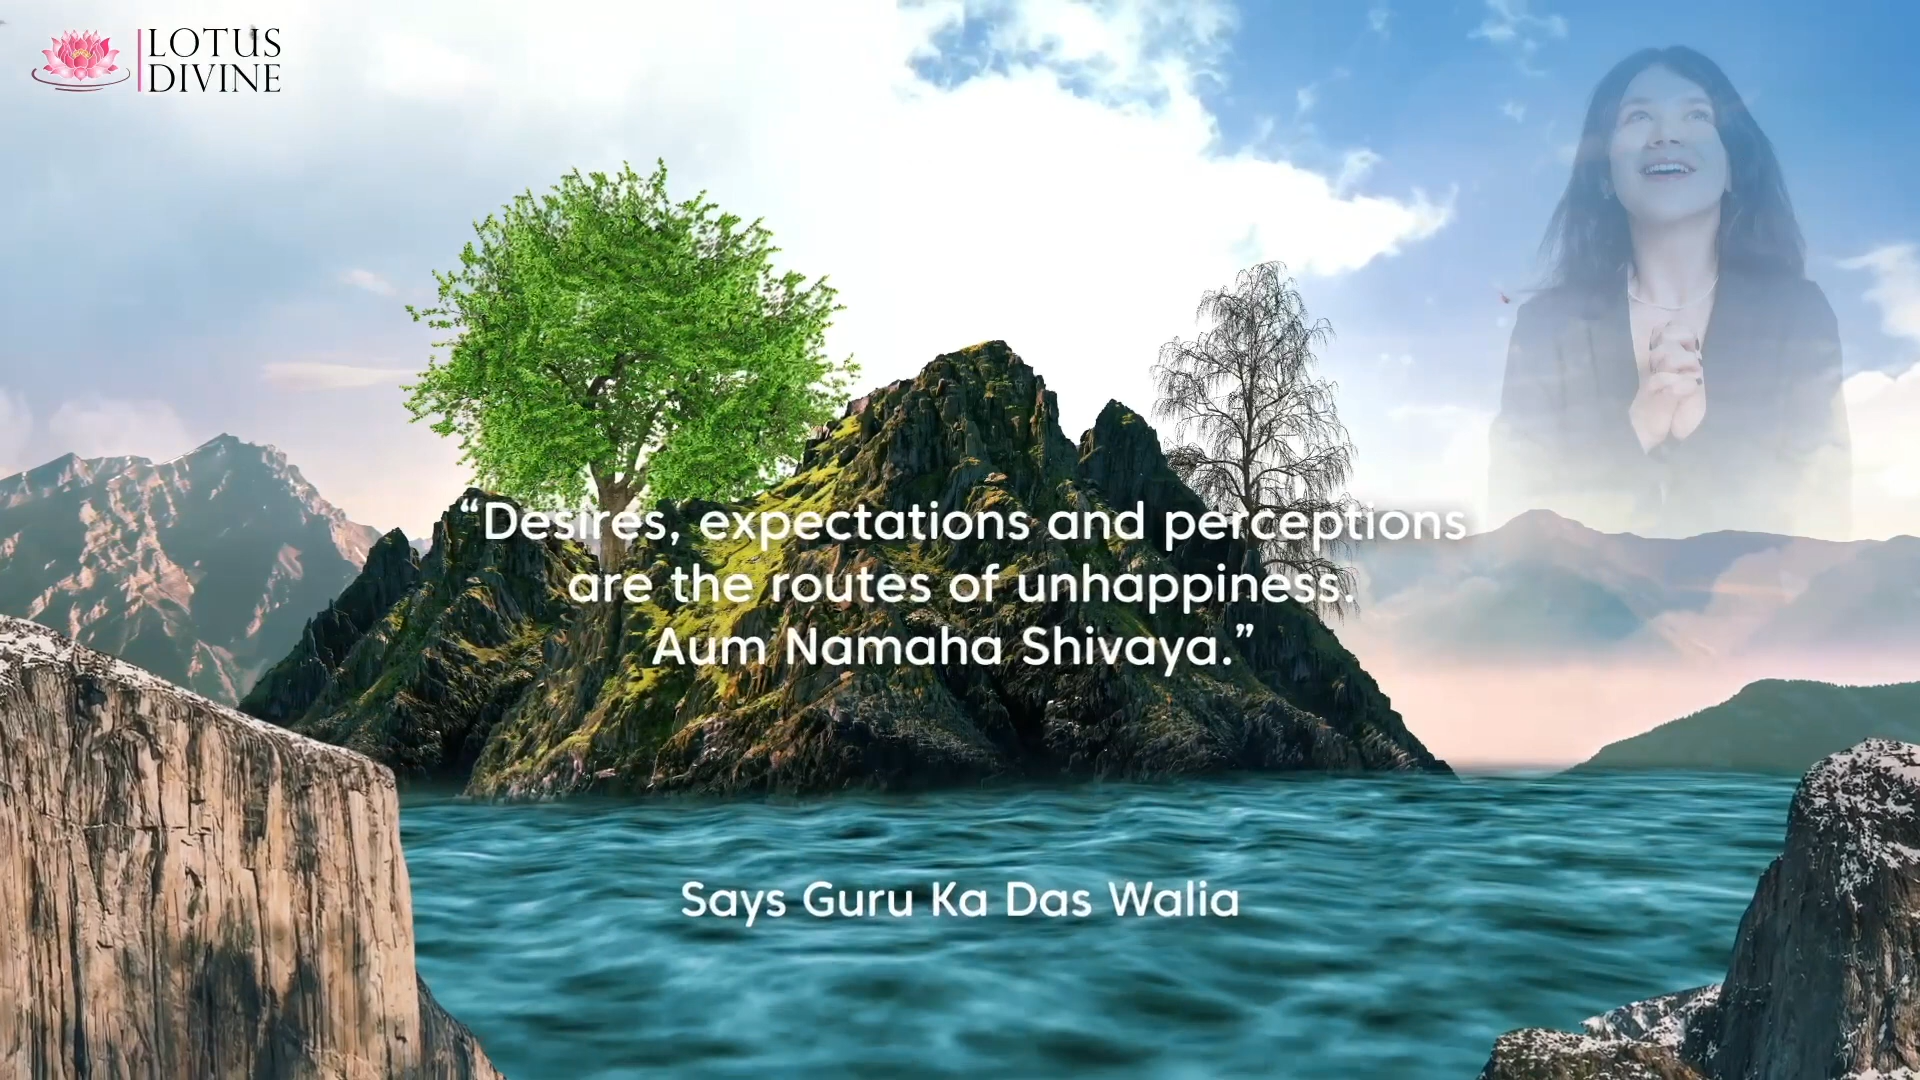 LOTUS
DIVINE
“Desires, expectations and perceptions
are the routes of unhappiness.
Aum Namaha Shivaya.”
Says Guru Ka Das Walia